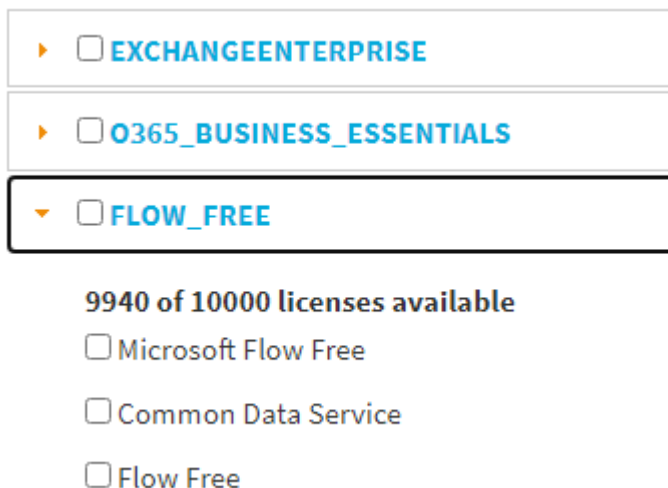 EXCHANGEENTERPRISE
O365_BUSINESS_ESSENTIALS
FLOW_FREE
9940 of 10000 licenses available
Microsoft Flow Free
Common Data Service
Flow Free